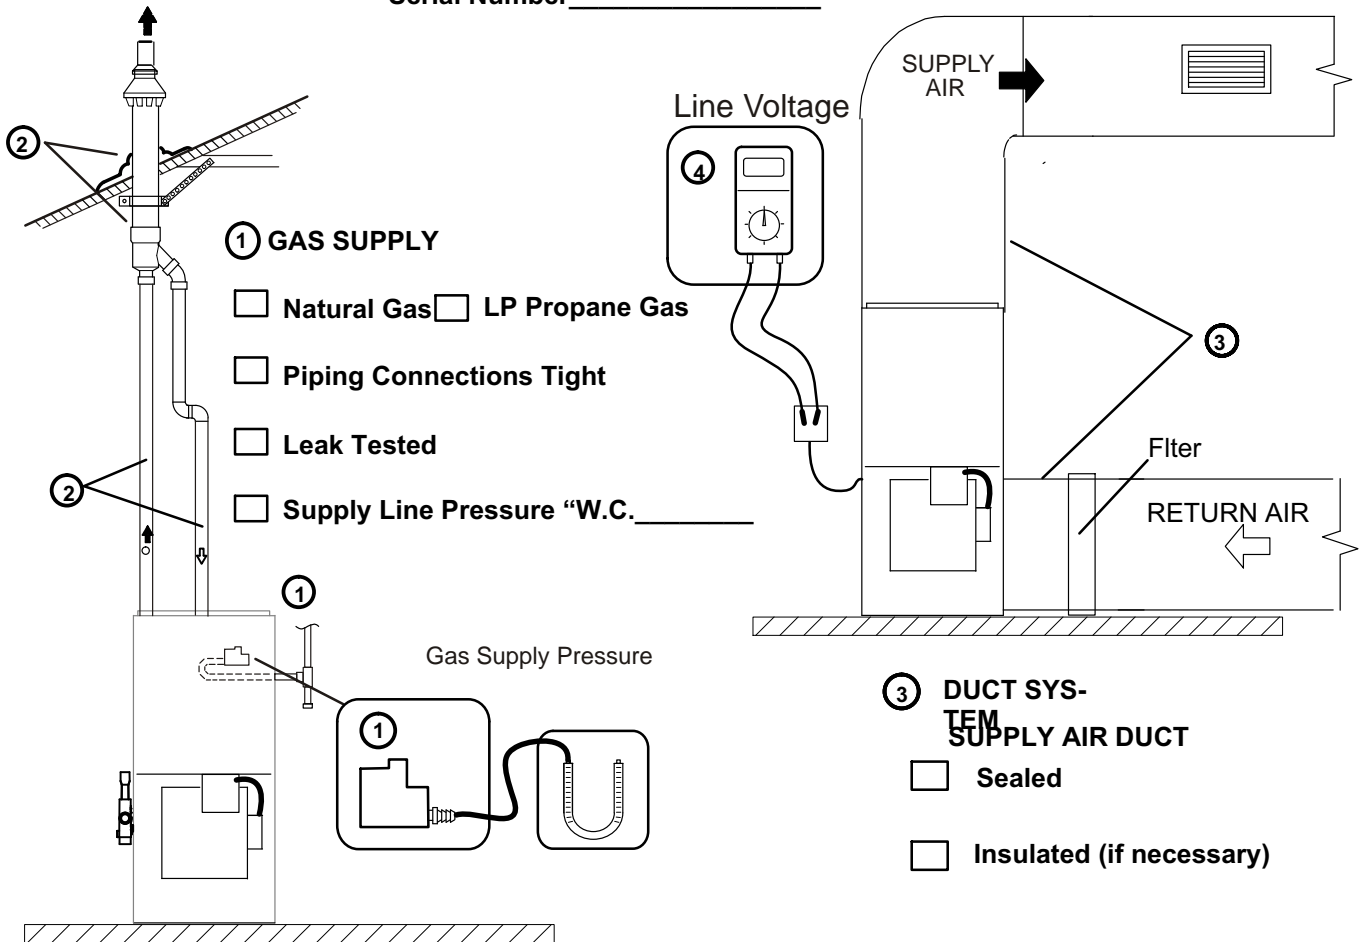 Serial Number__________________
SUPPLY
AIR
Line Voltage
2
4
1 GAS SUPPLY
Natural Gas LP Propane Gas
3
Piping Connections Tight
Leak Tested
Flter
2
Supply Line Pressure “W.C.________
RETURN AIR
1
Gas Supply Pressure
3 DUCT SYS-
TEM
SUPPLY AIR DUCT
1
Sealed
Insulated (if necessary)